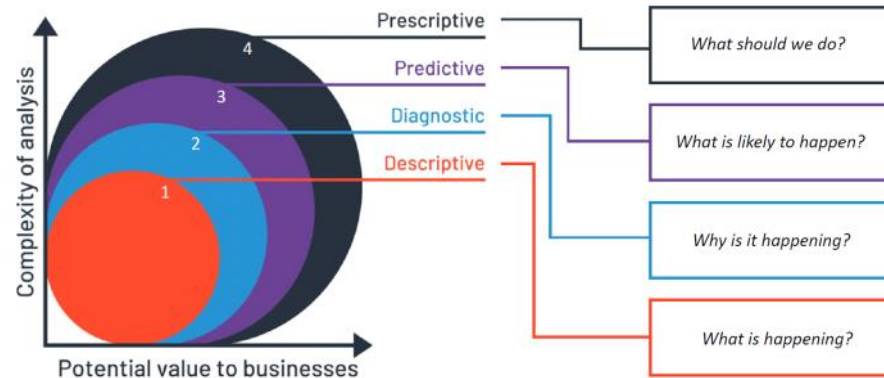 Prescriptive
4
What should we do?
Predictive
3
What is likely to happen?
Diagnostic
2
Why is it happening?
Descriptive
1
What is happening?
Complexity of analysis
Potential value to businesses